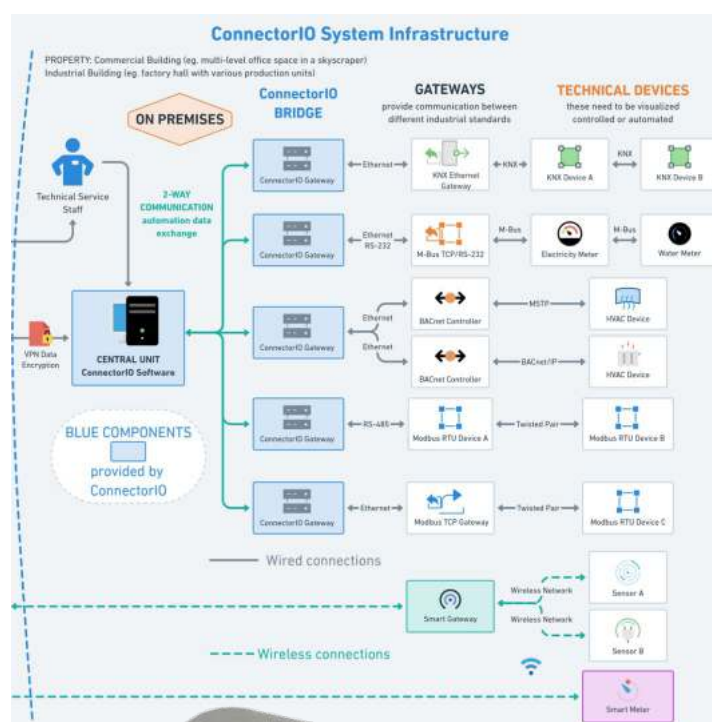 ConnectorIO System Infrastructure
PROPERTY: Commercial Building (eg. multi-level office space in a skyscraper)
Industrial Building (eg. factory hall with various production units)
ON PREMISES
ConnectorIO
BRIDGE
GATEWAYS
provide communication between
different industrial standards
TECHNICAL DEVICES
these need to be visualized
controlled or automated
Technical Service
Staff
2-WAY
COMMUNICATION
automation data
exchange
ConnectorIO Gateway
Ethernet
KNX Ethernet
Gateway
KNX
KNX Device A
KNX
KNX Device B
ConnectorIO Gateway
Ethernet
RS-232
M-Bus TCP/RS-232
M-Bus
Electricity Meter
M-Bus
Water Meter
VPN Data
Encryption
CENTRAL UNIT
ConnectorIO Software
ConnectorIO Gateway
Ethernet
Ethernet
BACnet Controller
MSTP
HVAC Device
BACnet Controller
BACnet/IP
HVAC Device
BLUE COMPONENTS
provided by
ConnectorIO
ConnectorIO Gateway
RS-485
Modbus RTU Device A
Twisted Pair
Modbus RTU Device B
ConnectorIO Gateway
Ethernet
Modbus TCP Gateway
Twisted Pair
Modbus RTU Device C
Wired connections
Smart Gateway
Wireless Network
Sensor A
Wireless Network
Sensor B
Wireless connections
Smart Meter